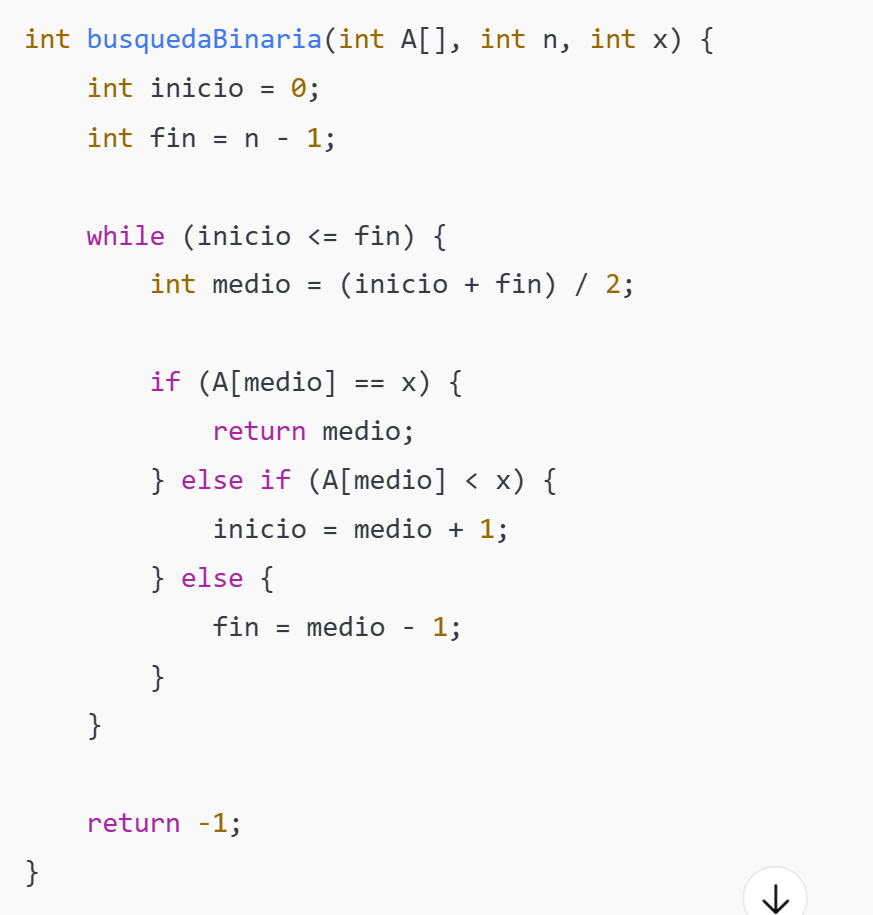 int busquedaBinaria(int A[], int n, int x) {
    int inicio = 0;
    int fin = n - 1;

    while (inicio <= fin) {
        int medio = (inicio + fin) / 2;

        if (A[medio] == x) {
            return medio;
        } else if (A[medio] < x) {
            inicio = medio + 1;
        } else {
            fin = medio - 1;
        }
    }

    return -1;
}